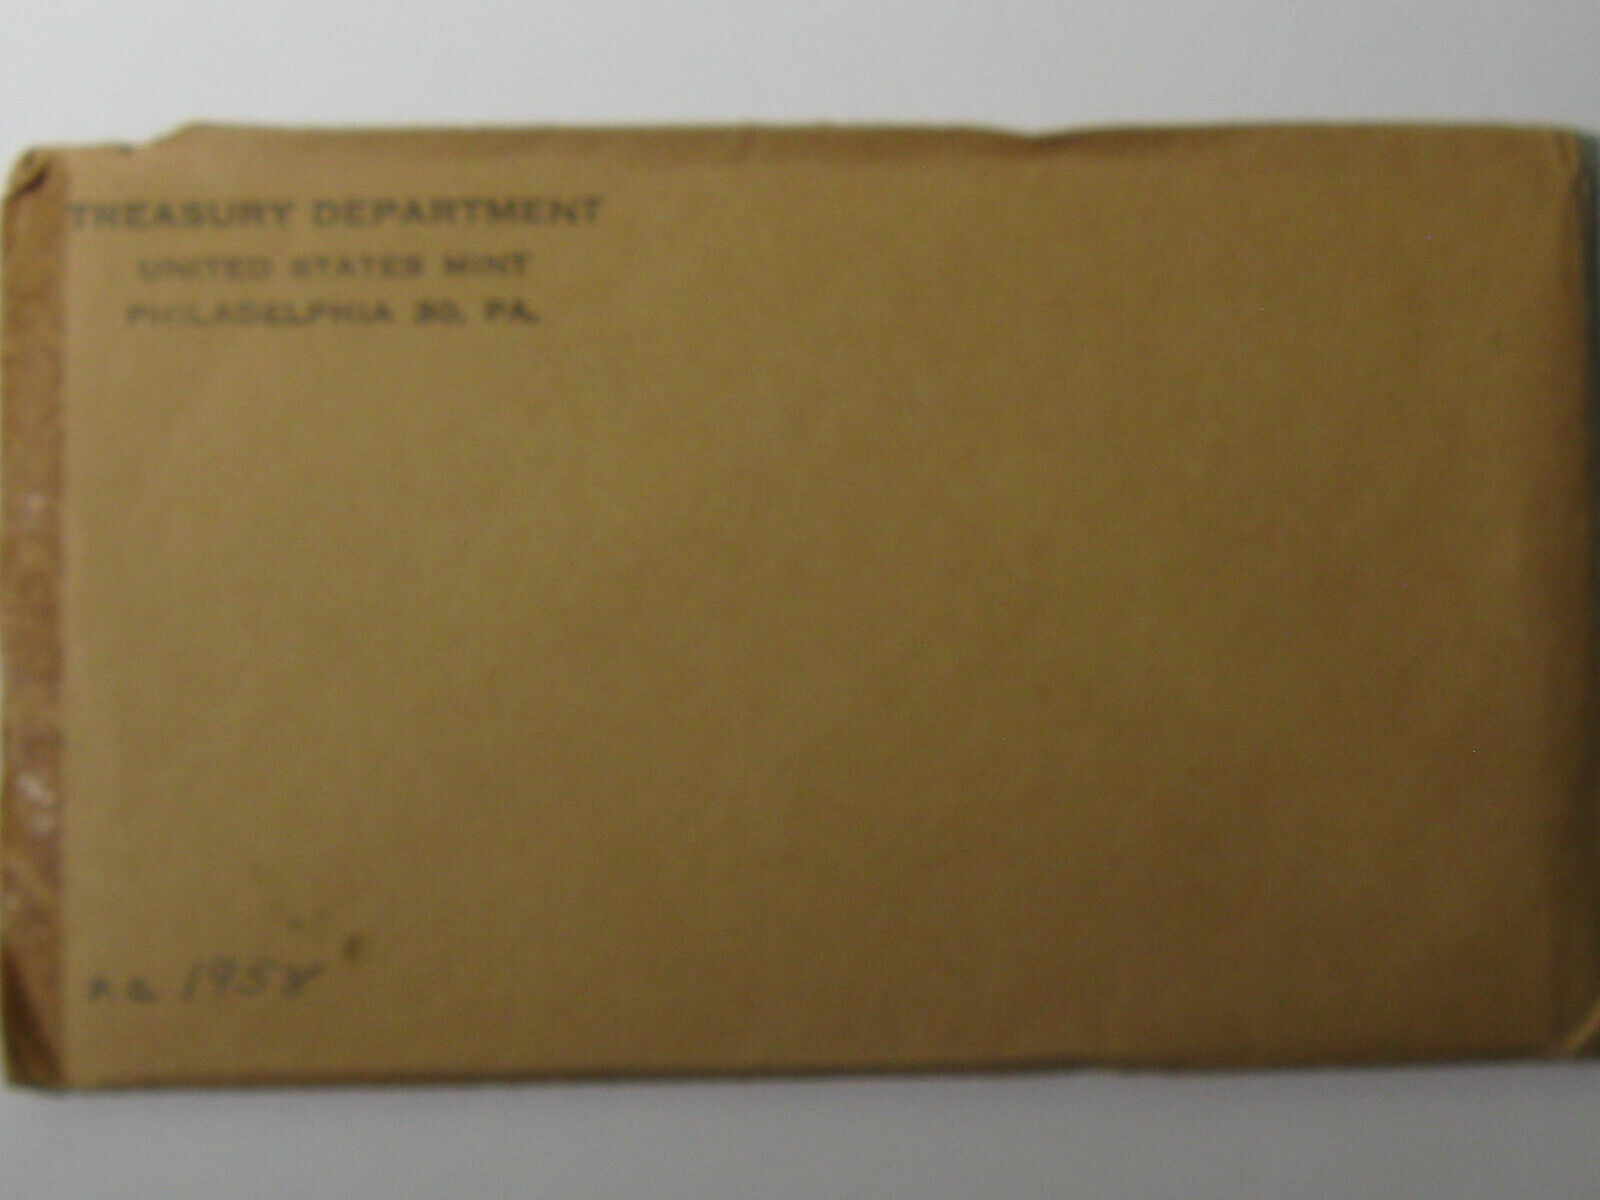 TREASURY DEPARTMENT
UNITED STATES MINT
PHILADELPHIA 30, PA.
1958